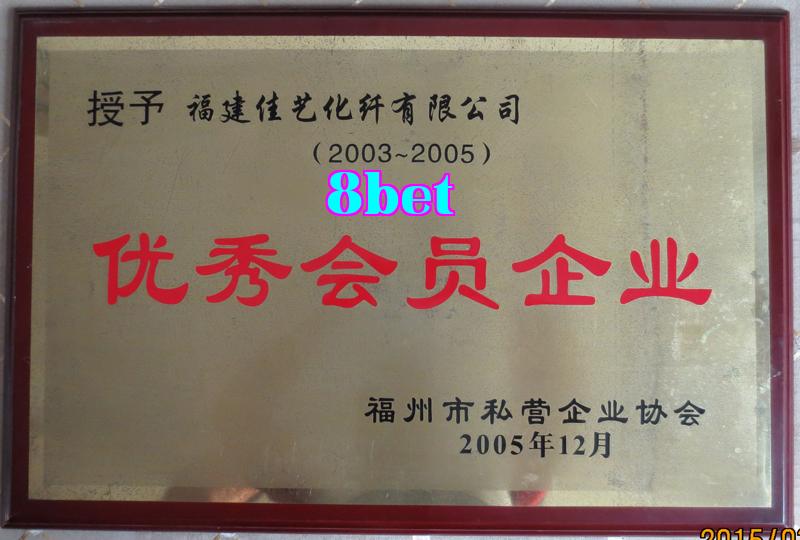 授予 福建佳艺化纤有限公司
（2003~2005）
8bet
优秀会员企业
福州市私营企业协会
2005年12月